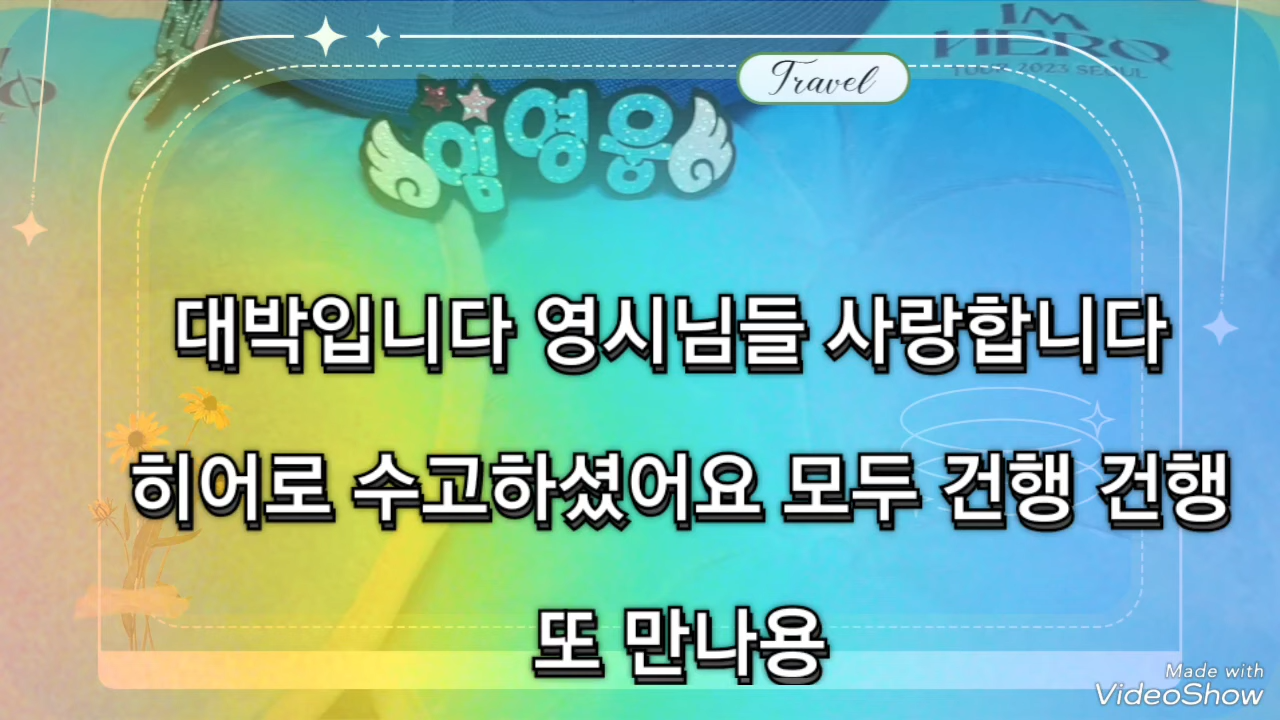 IM
HERO
TOUR 2023 SEOUL
Travel
임영웅
대박입니다 영시님들 사랑합니다
히어로 수고하셨어요 모두 건행 건행
또 만나용
Made with
VideoShow